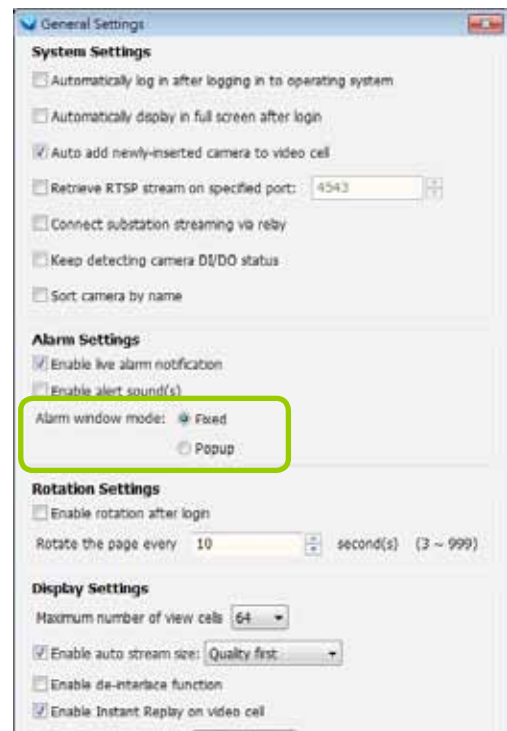 General Settings
System Settings
Automatically log in after logging in to operating system
Automatically display in full screen after login
Auto add newly-inserted camera to video cell
Retrieve RTSP stream on specified port: 4543
Connect substation streaming via relay
Keep detecting camera DI/DO status
Sort camera by name
Alarm Settings
Enable live alarm notification
Enable alert sound(s)
Alarm window mode: Fixed
Popup
Rotation Settings
Enable rotation after login
Rotate the page every 10 second(s) (3 ~ 999)
Display Settings
Maximum number of view cells 64
Enable auto stream size: Quality first
Enable de-interlace function
Enable Instant Replay on video cell